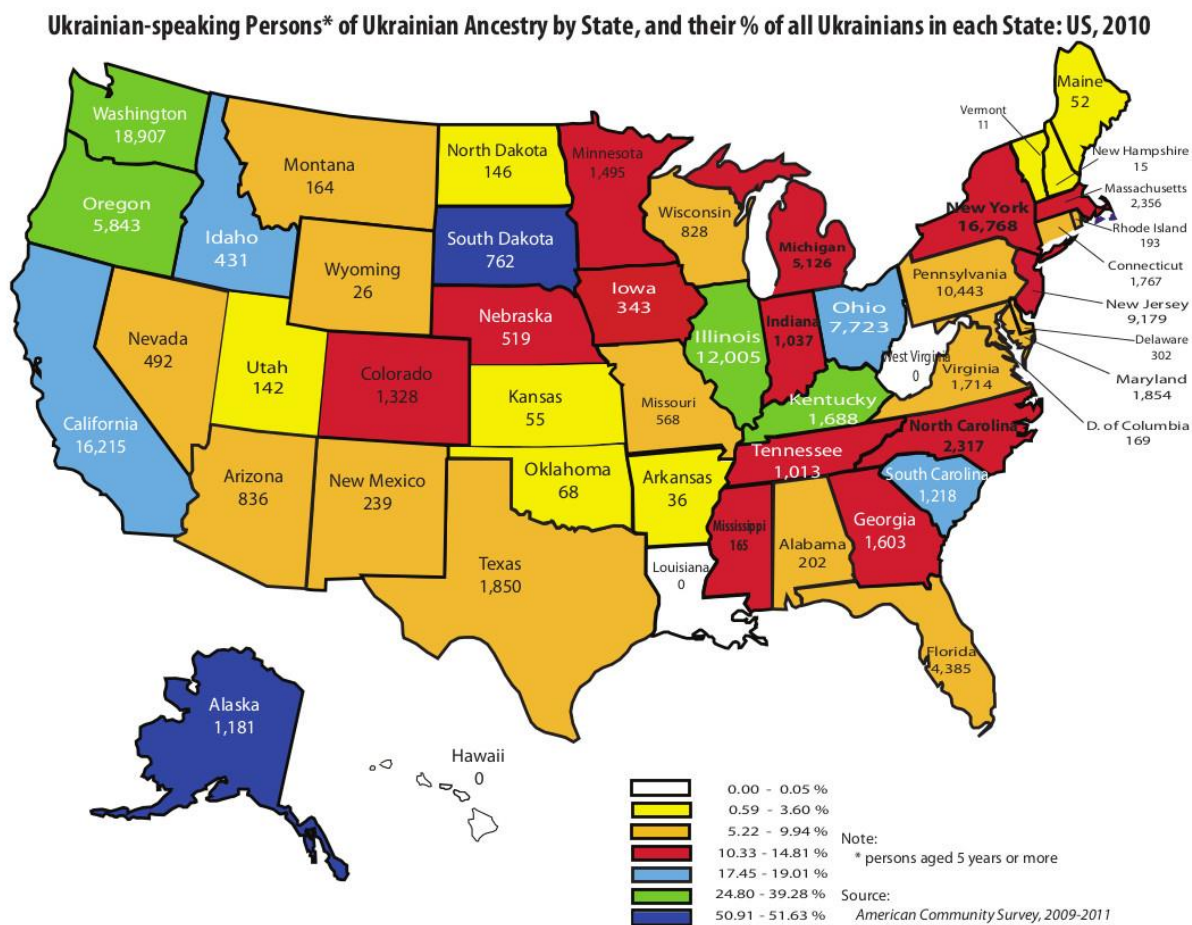 Ukrainian-speaking Persons* of Ukrainian Ancestry by State, and their % of all Ukrainians in each State: US, 2010
Washington
18,907
Oregon
5,843
Idaho
431
Montana
164
Wyoming
26
Nevada
492
Utah
142
California
16,215
Arizona
836
New Mexico
239
Colorado
1,328
North Dakota
146
South Dakota
762
Nebraska
519
Kansas
55
Oklahoma
68
Texas
1,850
Minnesota
1,495
Iowa
343
Missouri
568
Arkansas
36
Louisiana
0
Wisconsin
828
Illinois
12,005
Michigan
5,126
Indiana
1,037
Ohio
7,723
Kentucky
1,688
Tennessee
1,013
Mississippi
165
Alabama
202
Georgia
1,603
Florida
4,385
South Carolina
1,218
North Carolina
2,317
Virginia
1,714
West Virginia
0
Pennsylvania
10,443
New York
16,768
Maine
52
Vermont
11
New Hampshire
15
Massachusetts
2,356
Rhode Island
193
Connecticut
1,767
New Jersey
9,179
Delaware
302
Maryland
1,854
D. of Columbia
169
Alaska
1,181
Hawaii
0
0.00 - 0.05 %
0.59 - 3.60 %
5.22 - 9.94 %
10.33 - 14.81 %
17.45 - 19.01 %
24.80 - 39.28 %
50.91 - 51.63 %
Note:
* persons aged 5 years or more
Source:
American Community Survey, 2009-2011